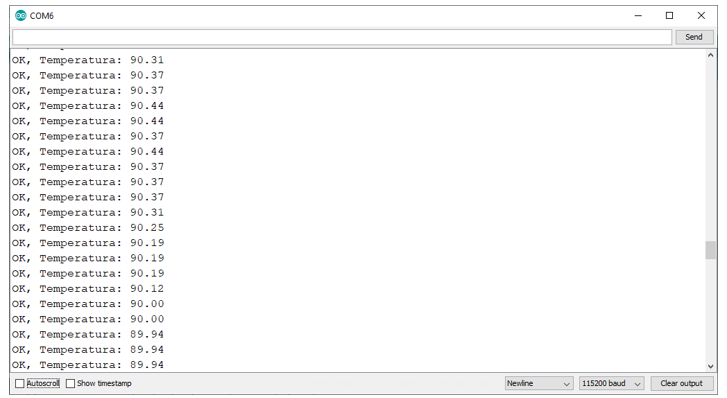 COM6
Send
OK, Temperatura: 90.31
OK, Temperatura: 90.37
OK, Temperatura: 90.37
OK, Temperatura: 90.44
OK, Temperatura: 90.44
OK, Temperatura: 90.37
OK, Temperatura: 90.44
OK, Temperatura: 90.37
OK, Temperatura: 90.37
OK, Temperatura: 90.37
OK, Temperatura: 90.31
OK, Temperatura: 90.25
OK, Temperatura: 90.19
OK, Temperatura: 90.19
OK, Temperatura: 90.19
OK, Temperatura: 90.12
OK, Temperatura: 90.00
OK, Temperatura: 90.00
OK, Temperatura: 89.94
OK, Temperatura: 89.94
OK, Temperatura: 89.94
Autoscroll Show timestamp Newline 115200 baud Clear output